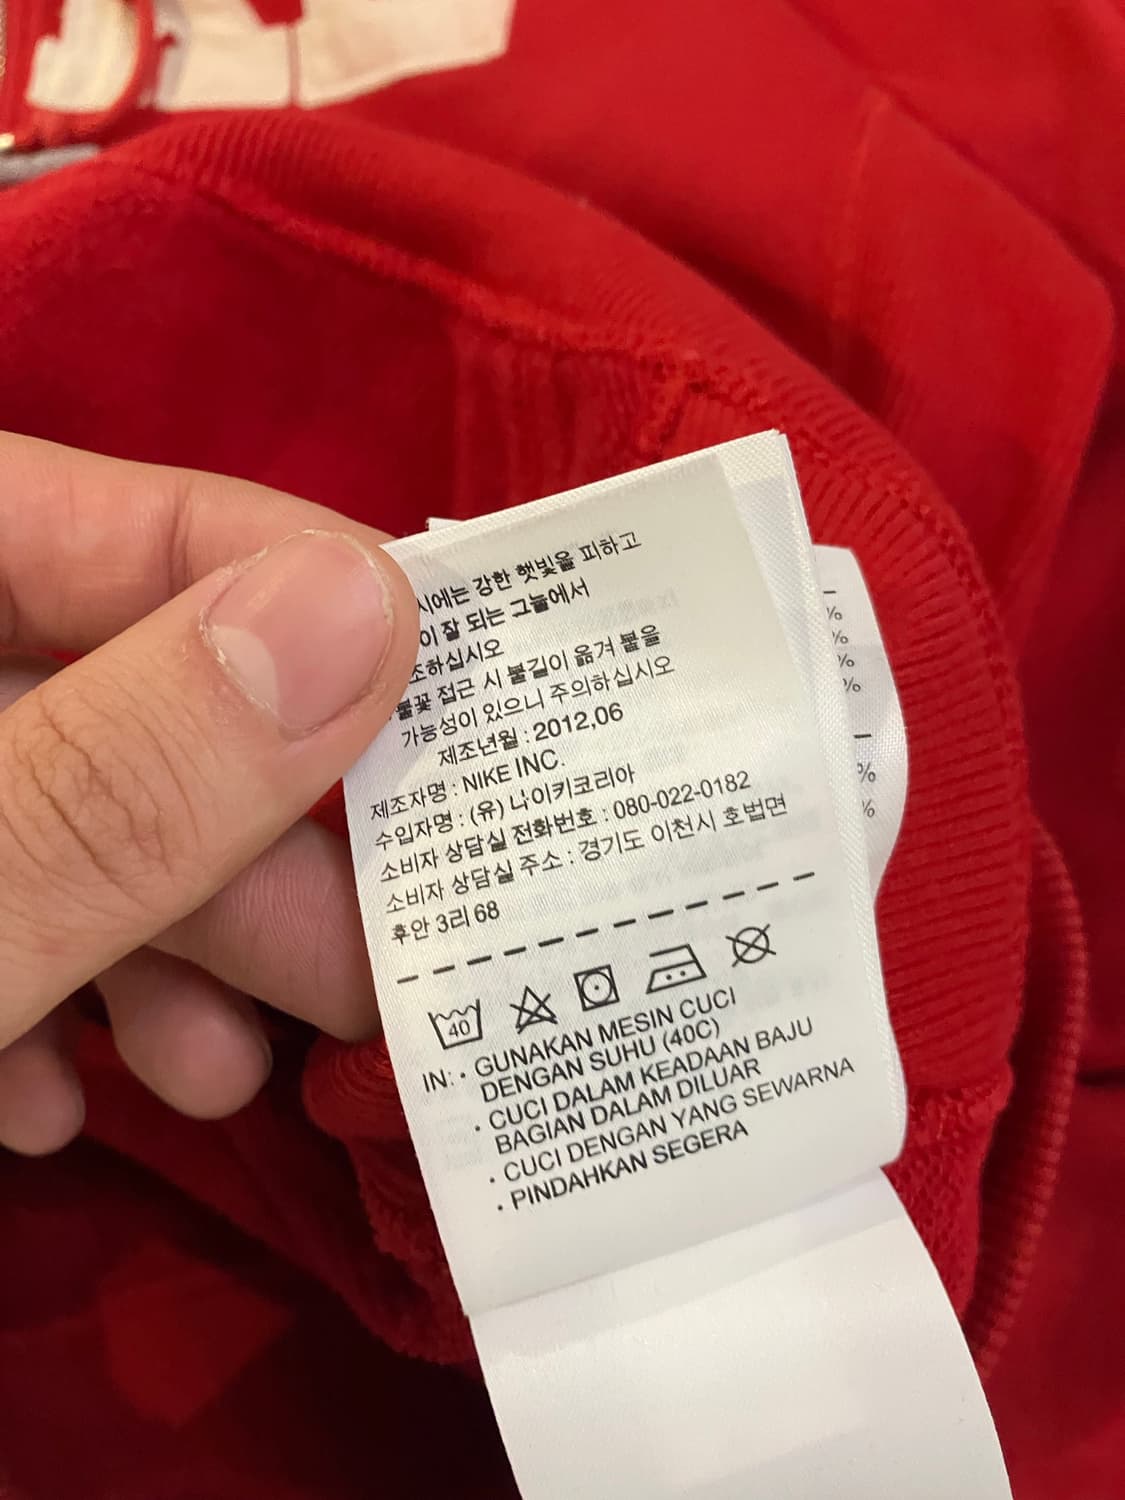 시에는 강한 햇빛을 피하고
이 잘 되는 그늘에서
조하십시오
불꽃 접근 시 불길이 옮겨 붙을
가능성이 있으니 주의하십시오
제조년월 : 2012,06
제조자명 : NIKE INC.
수입자명 : (유) 나이키코리아
소비자 상담실 전화번호 : 080-022-0182
소비자 상담실 주소 : 경기도 이천시 호법면
후안 3리 68
40
IN: • GUNAKAN MESIN CUCI
DENGAN SUHU (40C)
• CUCI DALAM KEADAAN BAJU
BAGIAN DALAM DILUAR
• CUCI DENGAN YANG SEWARNA
• PINDAHKAN SEGERA
%
%
%
%
%
%